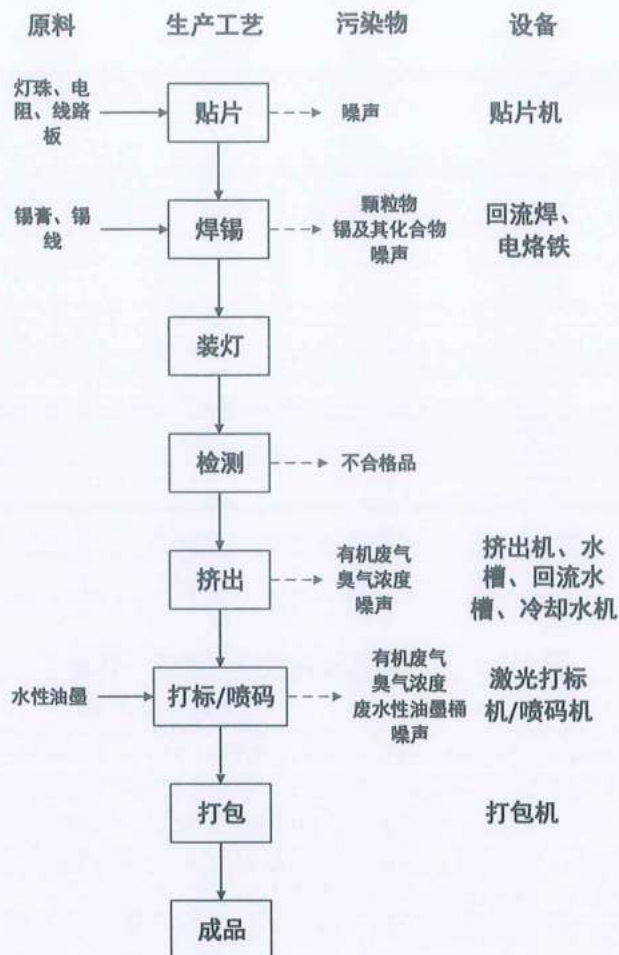 原料 生产工艺 污染物 设备
灯珠、电
阻、线路
板
贴片
噪声
贴片机
锡膏、锡
线
焊锡
颗粒物
锡及其化合物
噪声
回流焊、
电烙铁
装灯
检测
不合格品
挤出
有机废气
臭气浓度
噪声
挤出机、水
槽、回流水
槽、冷却水机
水性油墨
打标/喷码
有机废气
臭气浓度
废水性油墨桶
噪声
激光打标
机/喷码机
打包
打包机
成品